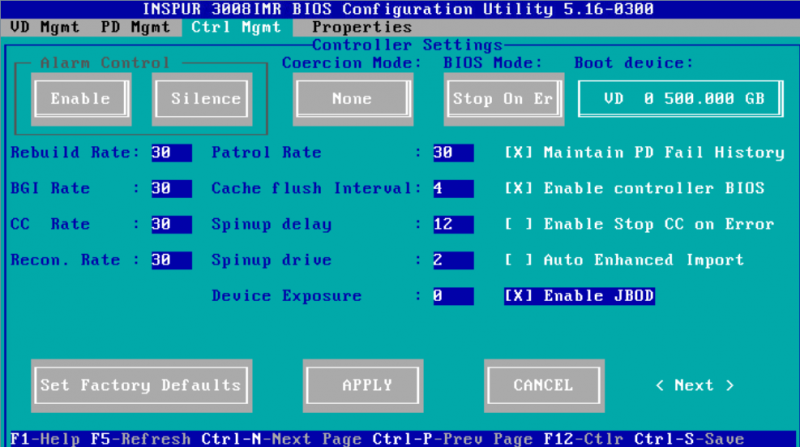 INSPUR 3008IMR BIOS Configuration Utility 5.16-0300
VD Mgmt PD Mgmt Ctrl Mgmt Properties
Controller Settings
Alarm Control Coercion Mode: BIOS Mode: Boot device:
Enable Silence None Stop On Er VD 0 500.000 GB
Rebuild Rate: 30 Patrol Rate : 30 [X] Maintain PD Fail History
BGI Rate : 30 Cache flush Interval: 4 [X] Enable controller BIOS
CC Rate : 30 Spinup delay : 12 [ ] Enable Stop CC on Error
Recon. Rate : 30 Spinup drive : 2 [ ] Auto Enhanced Import
Device Exposure : 0 [X] Enable JBOD
Set Factory Defaults APPLY CANCEL < Next >
F1-Help F5-Refresh Ctrl-N-Next Page Ctrl-P-Prev Page F12-Ctlr Ctrl-S-Save